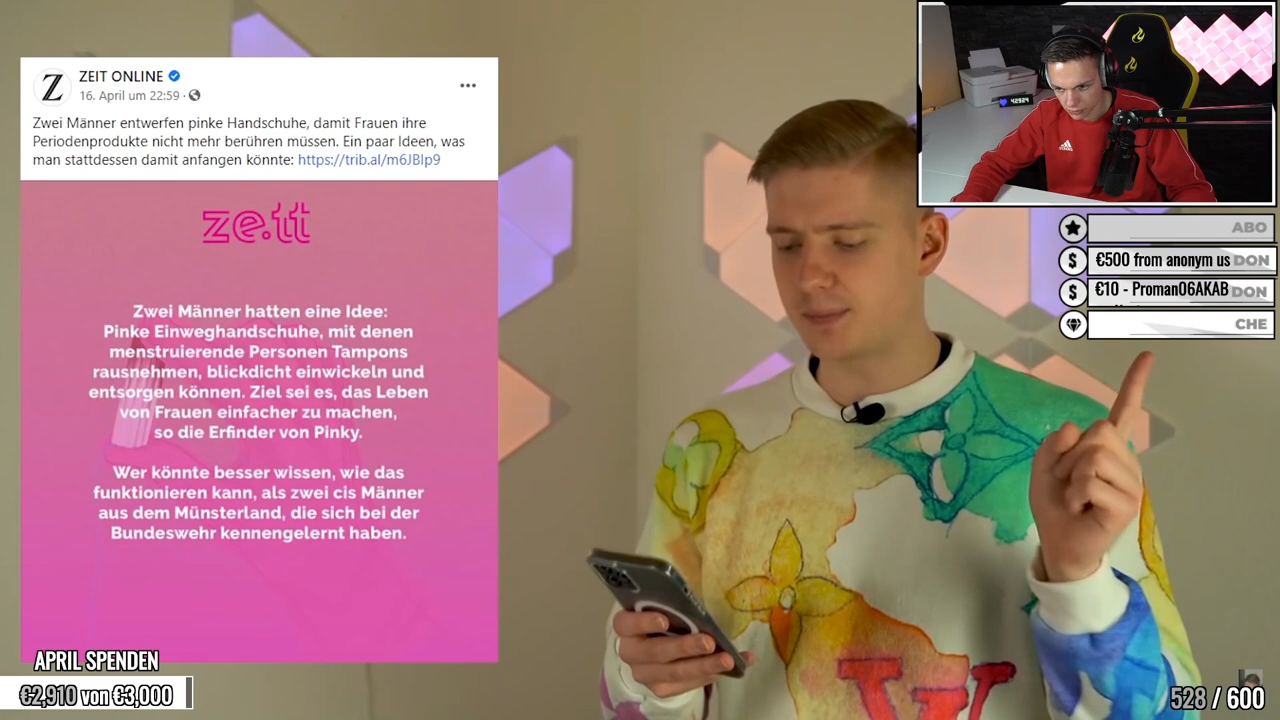 ZEIT ONLINE
16. April um 22:59 ·
Zwei Männer entwerfen pinke Handschuhe, damit Frauen ihre
Periodenprodukte nicht mehr berühren müssen. Ein paar Ideen, was
man stattdessen damit anfangen könnte: https://trib.al/m6JBlp9
ze.tt
Zwei Männer hatten eine Idee:
Pinke Einweghandschuhe, mit denen
menstruierende Personen Tampons
rausnehmen, blickdicht einwickeln und
entsorgen können. Ziel sei es, das Leben
von Frauen einfacher zu machen,
so die Erfinder von Pinky.
Wer könnte besser wissen, wie das
funktionieren kann, als zwei cis Männer
aus dem Münsterland, die sich bei der
Bundeswehr kennengelernt haben.
42924
ABO
€500 from anonym us DON
€10 - Proman06AKAB DON
CHE
APRIL SPENDEN
€2,910 von €3,000
528 / 600